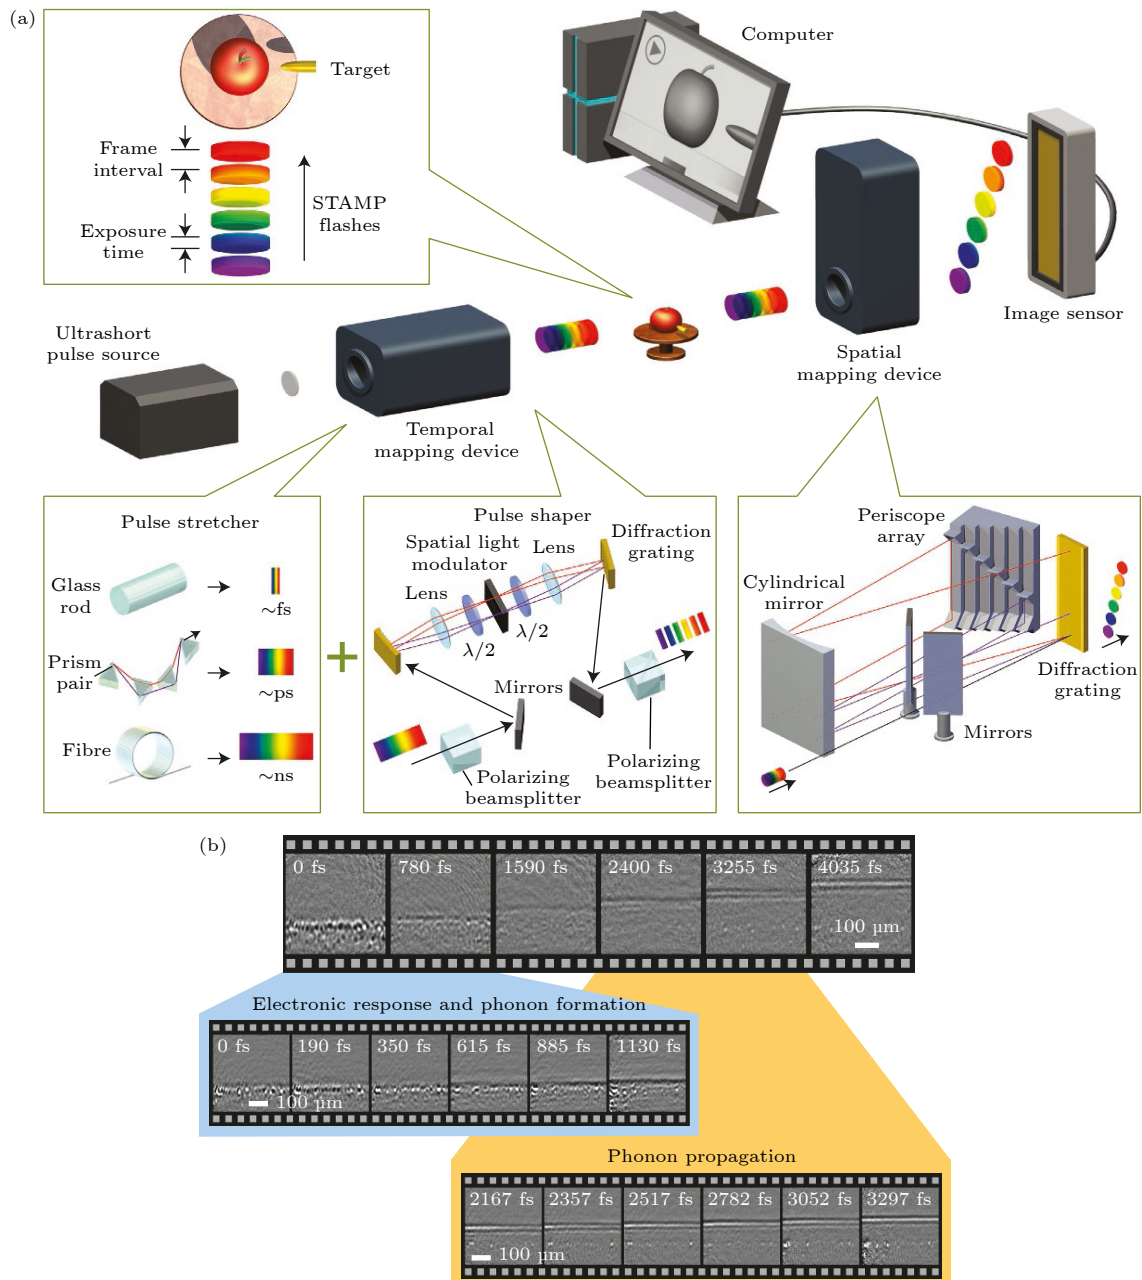 (a)
Target
Frame
interval
Exposure
time
STAMP
flashes
Computer
Image sensor
Ultrashort
pulse source
Temporal
mapping device
Spatial
mapping device
Pulse stretcher
Glass
rod
~fs
Prism
pair
~ps
Fibre
~ns
+
Pulse shaper
Spatial light
modulator
Lens
Lens
Diffraction
grating
λ/2
λ/2
Mirrors
Polarizing
beamsplitter
Polarizing
beamsplitter
Periscope
array
Cylindrical
mirror
Mirrors
Diffraction
grating
(b)
0 fs 780 fs 1590 fs 2400 fs 3255 fs 4035 fs
100 µm
Electronic response and phonon formation
0 fs 190 fs 350 fs 615 fs 885 fs 1130 fs
100 µm
Phonon propagation
2167 fs 2357 fs 2517 fs 2782 fs 3052 fs 3297 fs
100 µm